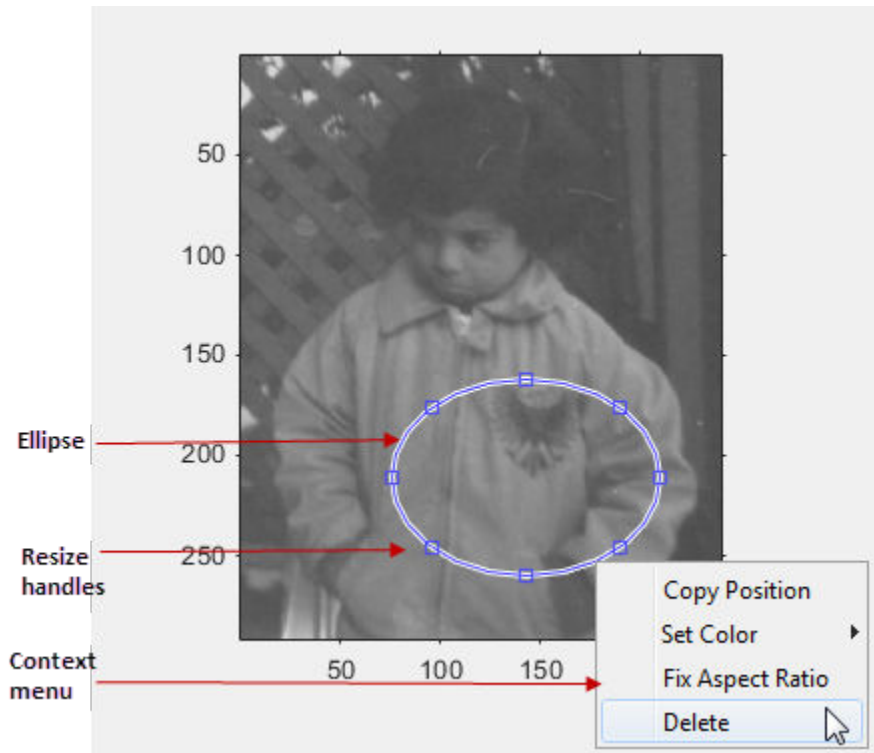 50
100
150
Ellipse
200
Resize
handles
250
Context
menu
50
100
150
Copy Position
Set Color
Fix Aspect Ratio
Delete